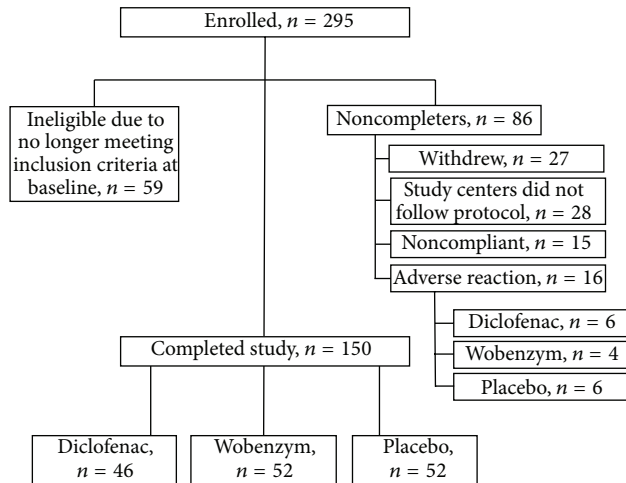 Enrolled, n = 295
Ineligible due to
no longer meeting
inclusion criteria at
baseline, n = 59
Noncompleters, n = 86
Withdrew, n = 27
Study centers did not
follow protocol, n = 28
Noncompliant, n = 15
Adverse reaction, n = 16
Diclofenac, n = 6
Wobenzym, n = 4
Placebo, n = 6
Completed study, n = 150
Diclofenac,
n = 46
Wobenzym,
n = 52
Placebo,
n = 52